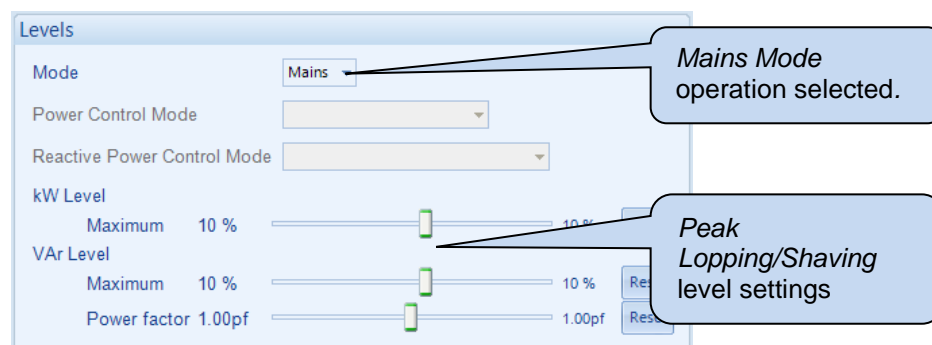 Levels
Mode Mains
Mains Mode
operation selected.
Power Control Mode
Reactive Power Control Mode
kW Level
Maximum 10 % 10 %
Peak
Lopping/Shaving
level settings
VAr Level
Maximum 10 % 10 %
Power factor 1.00pf 1.00pf